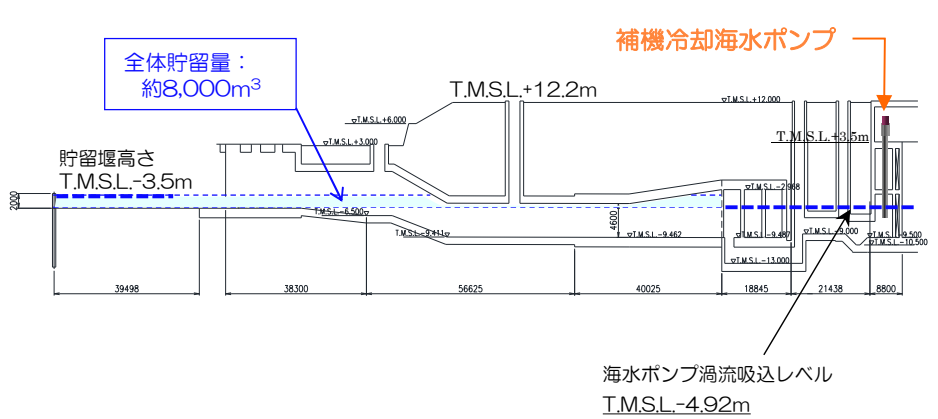 補機冷却海水ポンプ
全体貯留量：
約8,000m³
T.M.S.L.+12.2m
▽T.M.S.L.+12.000
▽T.M.S.L.+6.000
▽T.M.S.L.+3.000
T.M.S.L.+3.5m
貯留堰高さ
T.M.S.L.-3.5m
2000
▽T.M.S.L.-2.968
T.M.S.L.-6.500▽
4600
T.M.S.L.-9.411▽
▽T.M.S.L.-9.462
▽T.M.S.L.-9.487
▽T.M.S.L.-9.000
▽T.M.S.L.-9.500
▽T.M.S.L.-10.500
▽T.M.S.L.-13.000
39498
38300
56625
40025
18845
21438
8800
海水ポンプ渦流吸込レベル
T.M.S.L.-4.92m